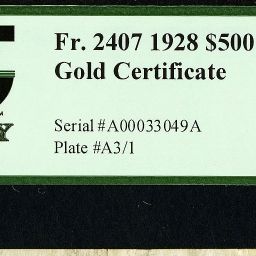 Fr. 2407 1928 $500
Gold Certificate
Serial #A00033049A
Plate #A3/1